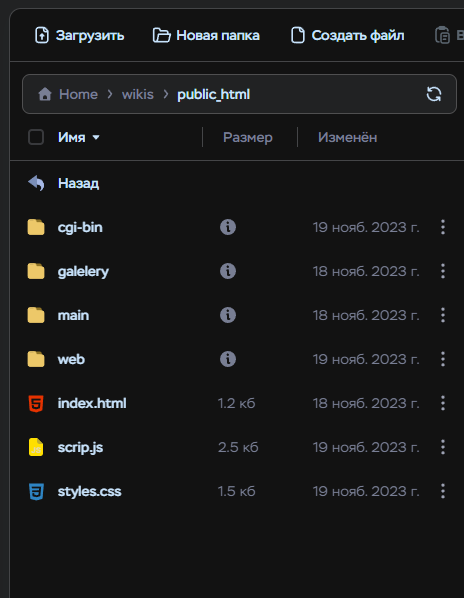 Загрузить Новая папка Создать файл
Home > wikis > public_html
Имя Размер Изменён
Назад
cgi-bin 19 нояб. 2023 г.
galelery 18 нояб. 2023 г.
main 18 нояб. 2023 г.
web 19 нояб. 2023 г.
index.html 1.2 кб 18 нояб. 2023 г.
scrip.js 2.5 кб 19 нояб. 2023 г.
styles.css 1.5 кб 19 нояб. 2023 г.